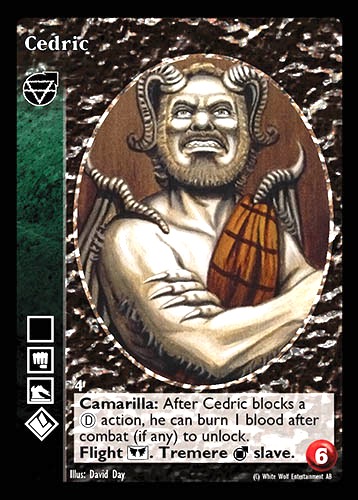 Cedric
4
Camarilla: After Cedric blocks a
Ⓓ action, he can burn 1 blood after
combat (if any) to unlock.
Flight. Tremere slave.
6
Illus: David Day
(C) White Wolf Entertainment AB